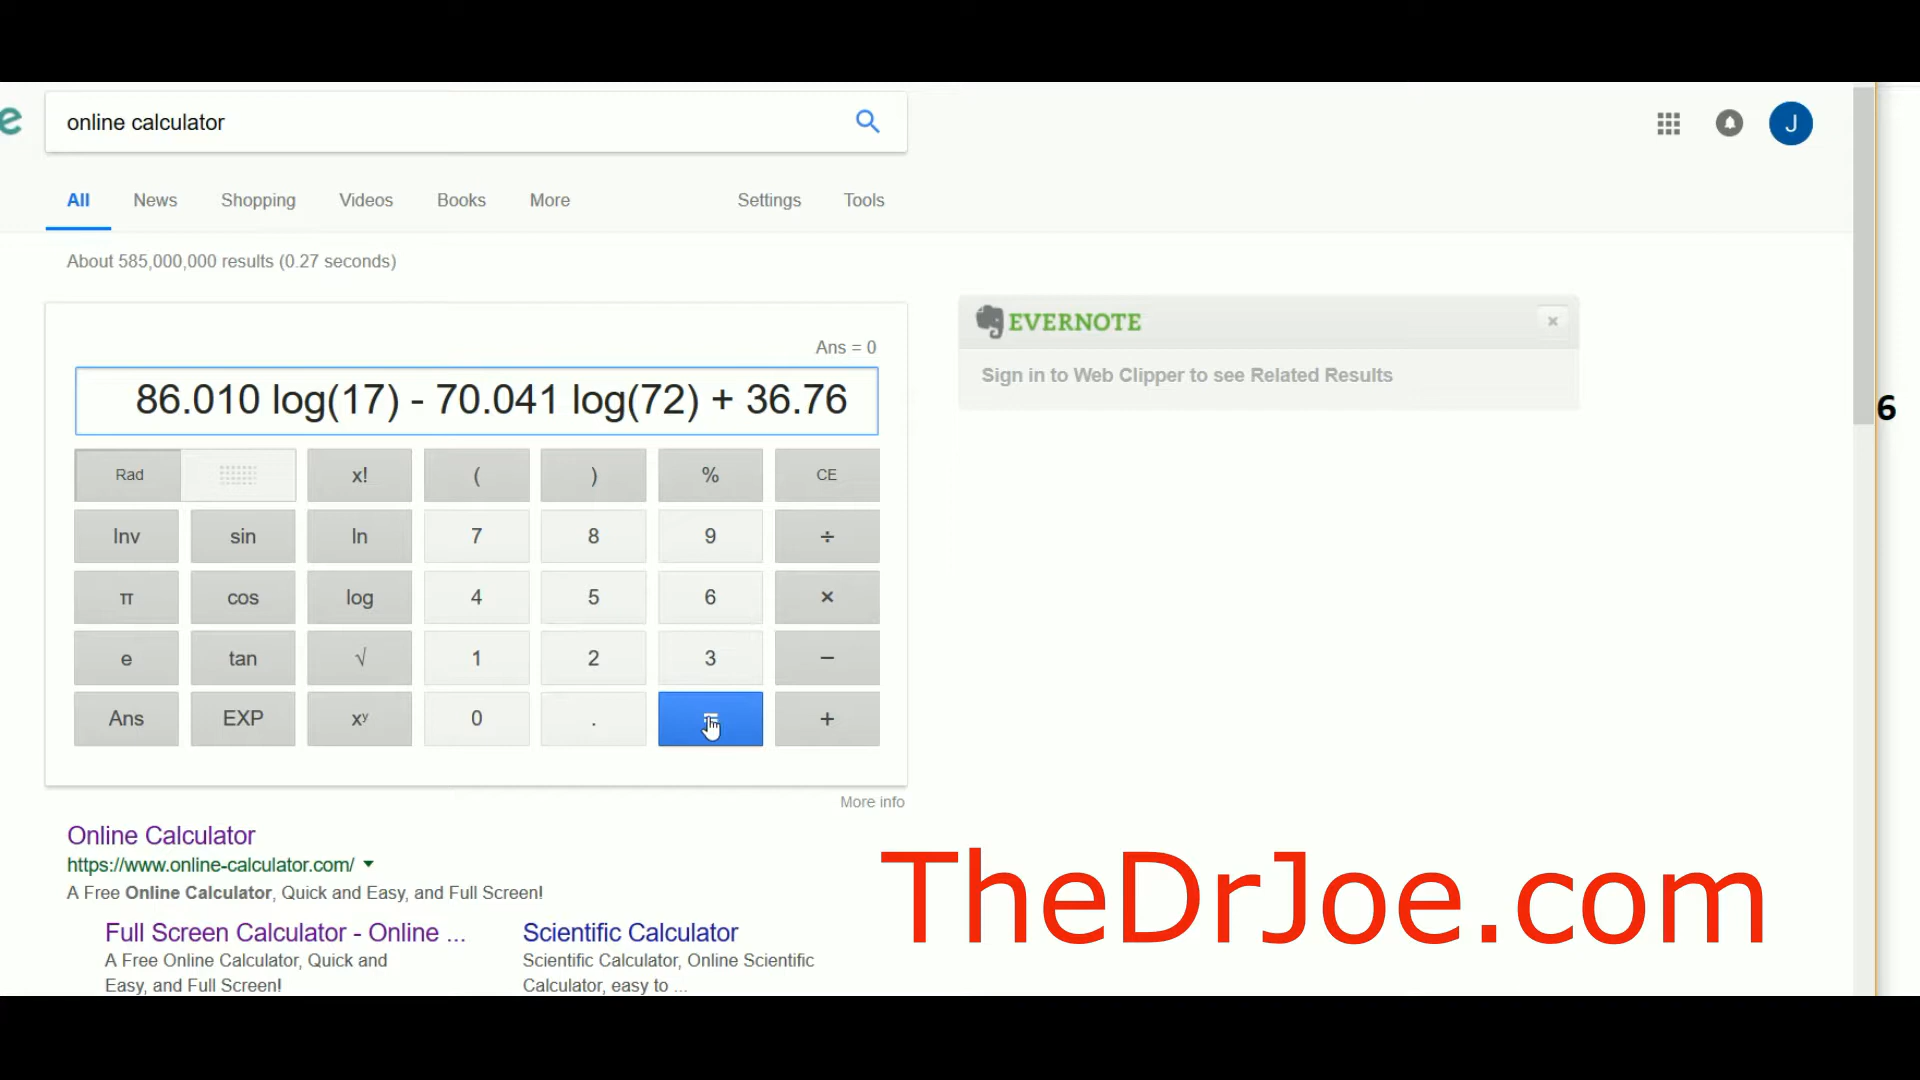 e
online calculator
J
All News Shopping Videos Books More Settings Tools
About 585,000,000 results (0.27 seconds)
EVERNOTE ×
Sign in to Web Clipper to see Related Results
Ans = 0
86.010 log(17) - 70.041 log(72) + 36.76
6
Rad x! ( ) % CE
Inv sin ln 7 8 9 ÷
π cos log 4 5 6 ×
e tan √ 1 2 3 −
Ans EXP xʸ 0 . = +
More info
Online Calculator
https://www.online-calculator.com/
A Free Online Calculator, Quick and Easy, and Full Screen!
Full Screen Calculator - Online ...
A Free Online Calculator, Quick and
Easy, and Full Screen!
Scientific Calculator
Scientific Calculator, Online Scientific
Calculator, easy to ...
TheDrJoe.com